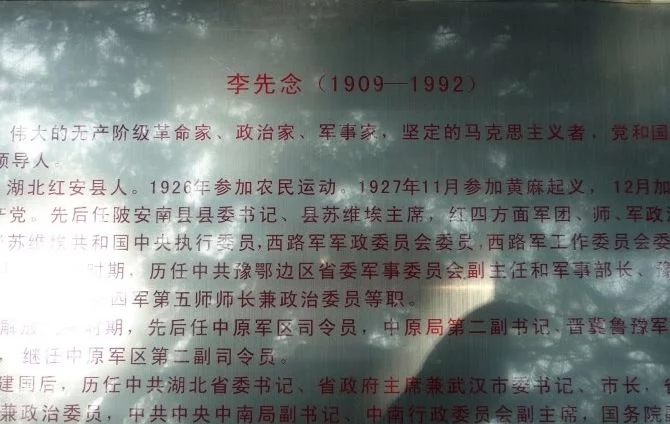 李先念（1909—1992）
伟大的无产阶级革命家、政治家、军事家，坚定的马克思主义者，党和国
领导人。
湖北红安县人。1926年参加农民运动。1927年11月参加黄麻起义，12月加
产党。先后任陂安南县县委书记、县苏维埃主席，红四方面军团、师、军政
苏维埃共和国中央执行委员，西路军军政委员会委员，西路军工作委员会委
时期，历任中共豫鄂边区省委军事委员会副主任和军事部长、
四军第五师师长兼政治委员等职。
时期，先后任中原军区司令员，中原局第二副书记、晋冀鲁豫军
，继任中原军区第二副司令员。
建国后，历任中共湖北省委书记、省政府主席兼武汉市委书记、市长，省
兼政治委员，中共中央中南局副书记、中南行政委员会副主席，国务院副